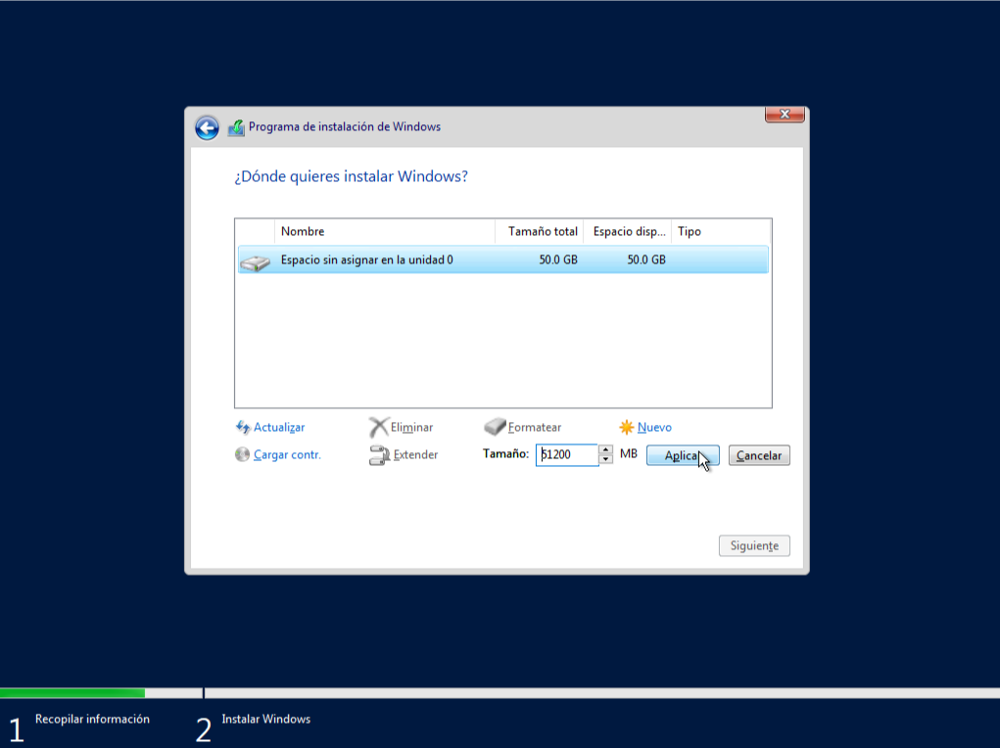 Programa de instalación de Windows
¿Dónde quieres instalar Windows?
Nombre Tamaño total Espacio disp... Tipo
Espacio sin asignar en la unidad 0 50.0 GB 50.0 GB
Actualizar Eliminar Formatear Nuevo
Cargar contr. Extender Tamaño: 51200 MB Aplicar Cancelar
Siguiente
1 Recopilar información 2 Instalar Windows